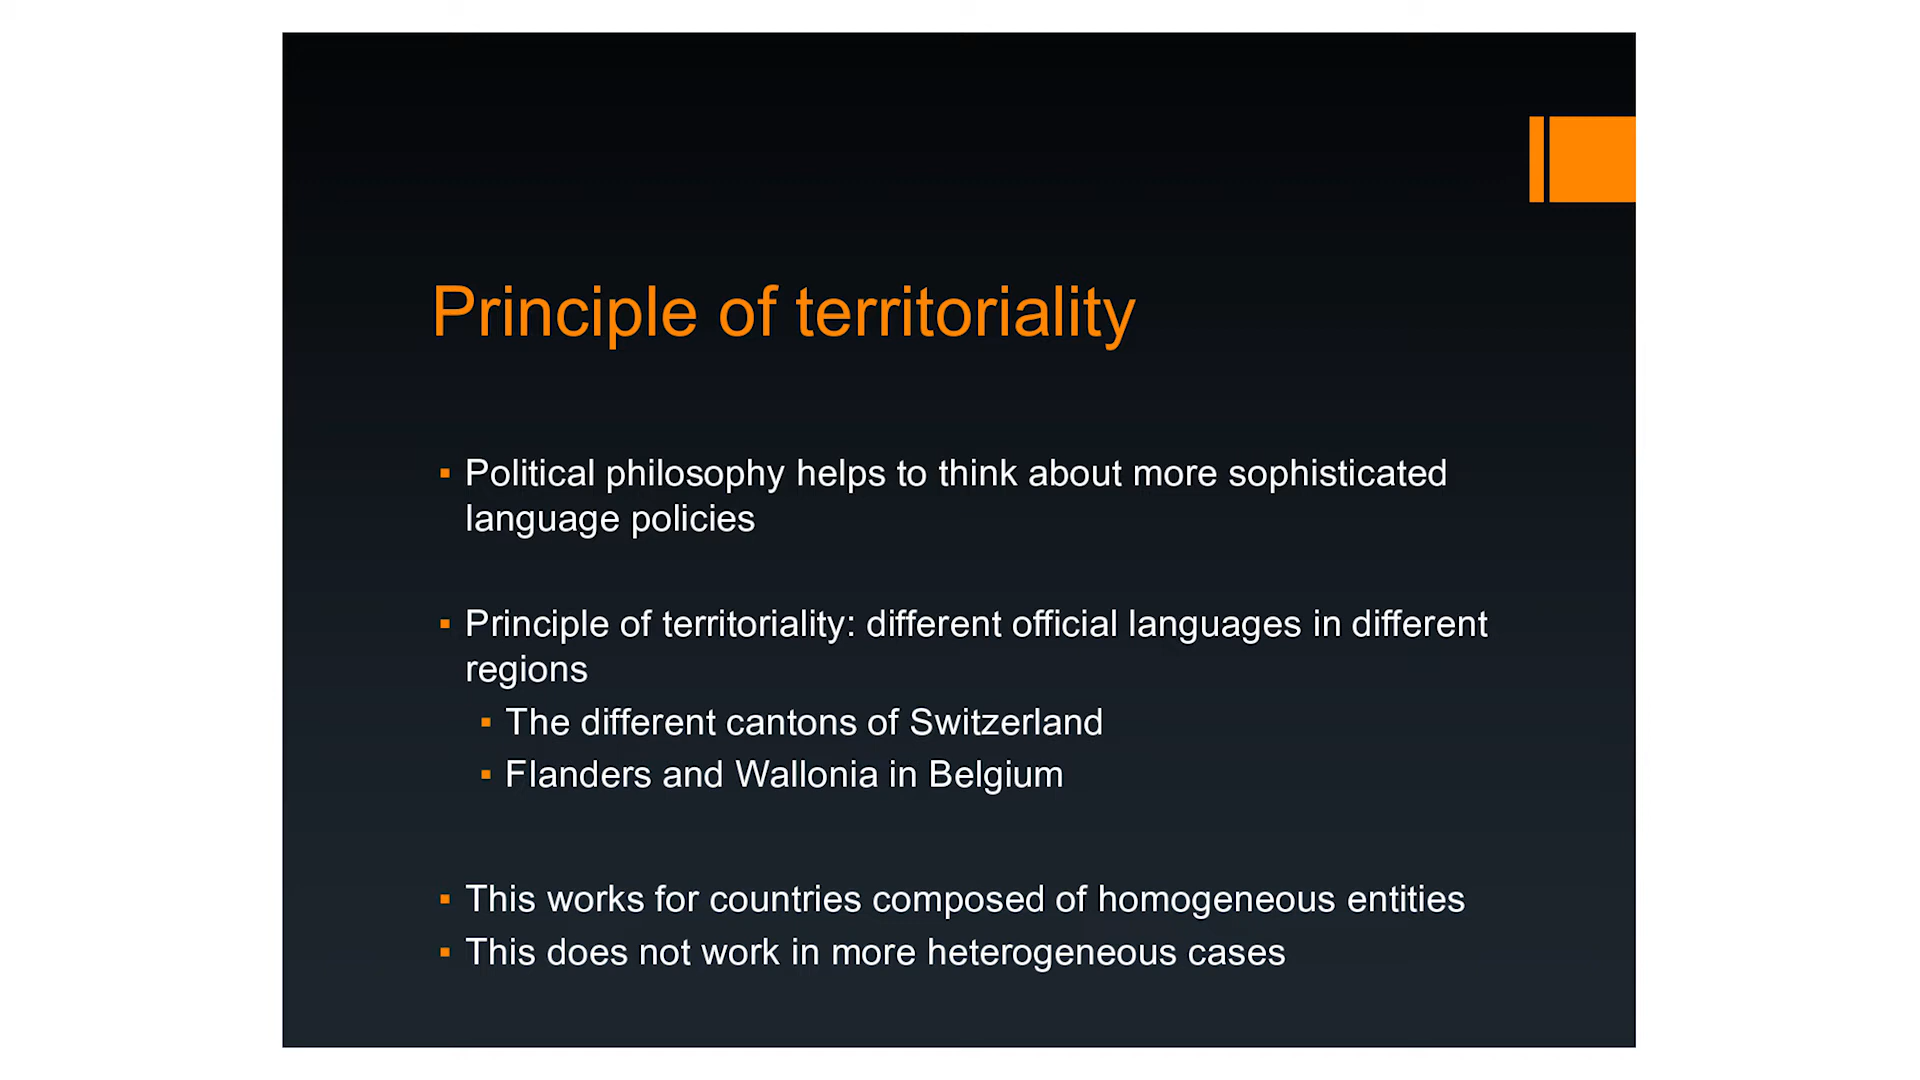 Principle of territoriality
Political philosophy helps to think about more sophisticated
language policies
Principle of territoriality: different official languages in different
regions
The different cantons of Switzerland
Flanders and Wallonia in Belgium
This works for countries composed of homogeneous entities
This does not work in more heterogeneous cases